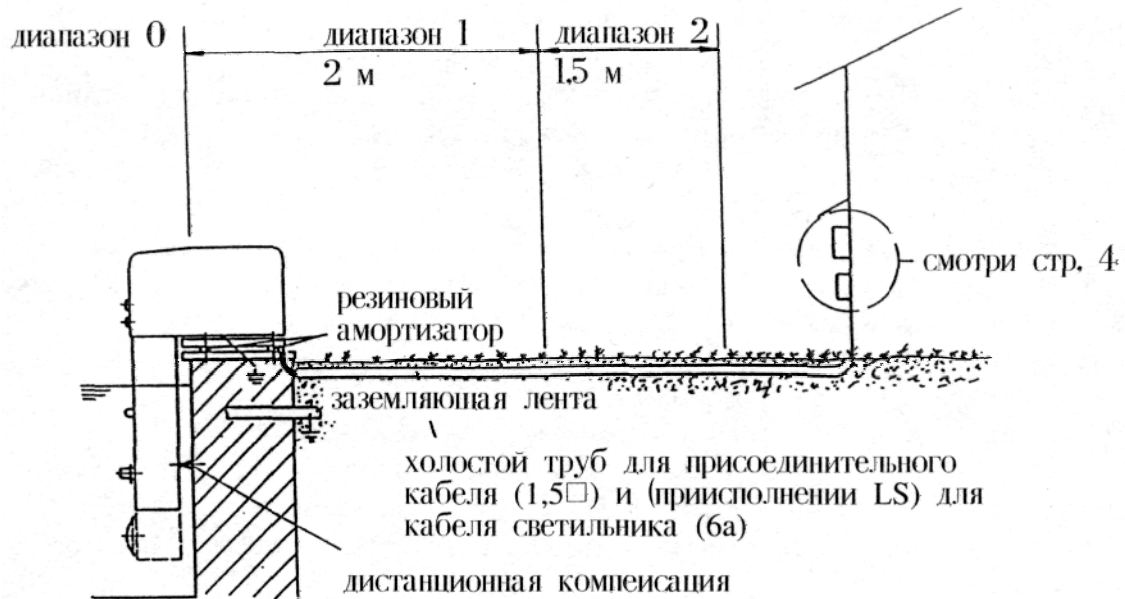 диапазон 0
диапазон 1
диапазон 2
2 м
1,5 м
смотри стр. 4
резиновый
амортизатор
заземляющая лента
холостой труб для присоединительного
кабеля (1,5□) и (приисполнении LS) для
кабеля светильника (6а)
дистанционная компеисация